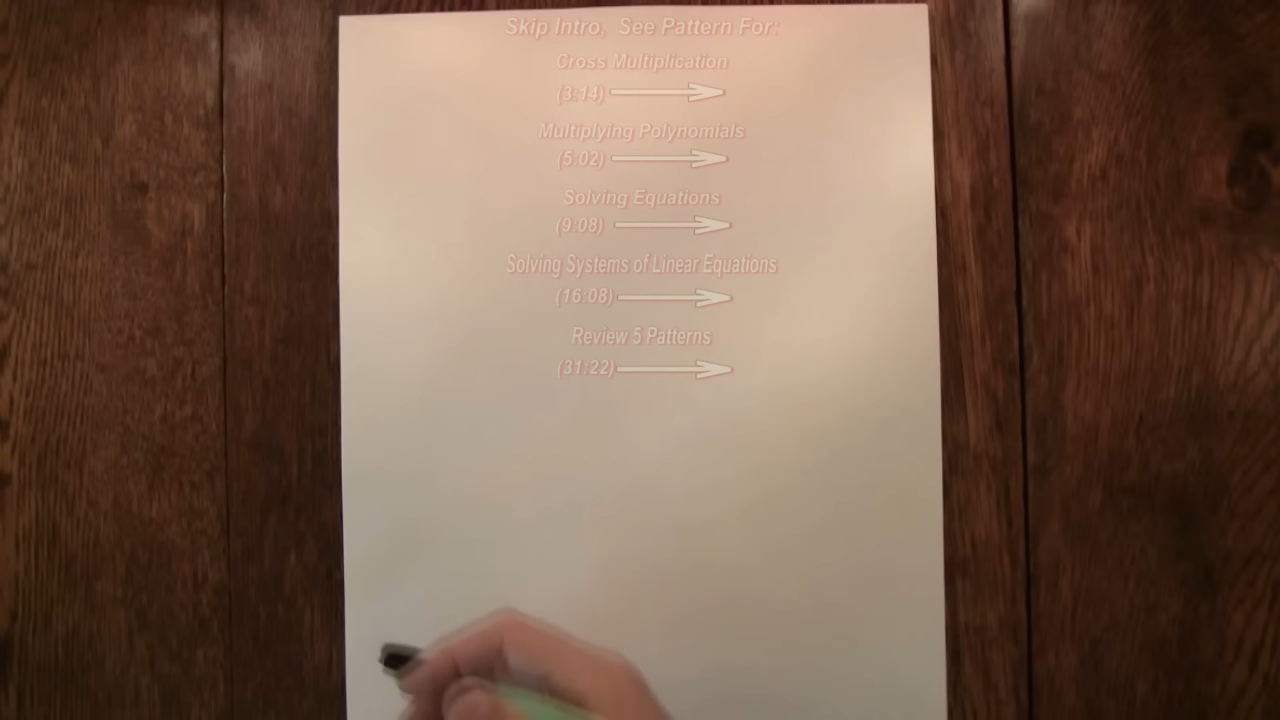 Skip Intro, See Pattern For:
Cross Multiplication
(3:14)
Multiplying Polynomials
(5:02)
Solving Equations
(9:08)
Solving Systems of Linear Equations
(16:08)
Review 5 Patterns
(31:22)